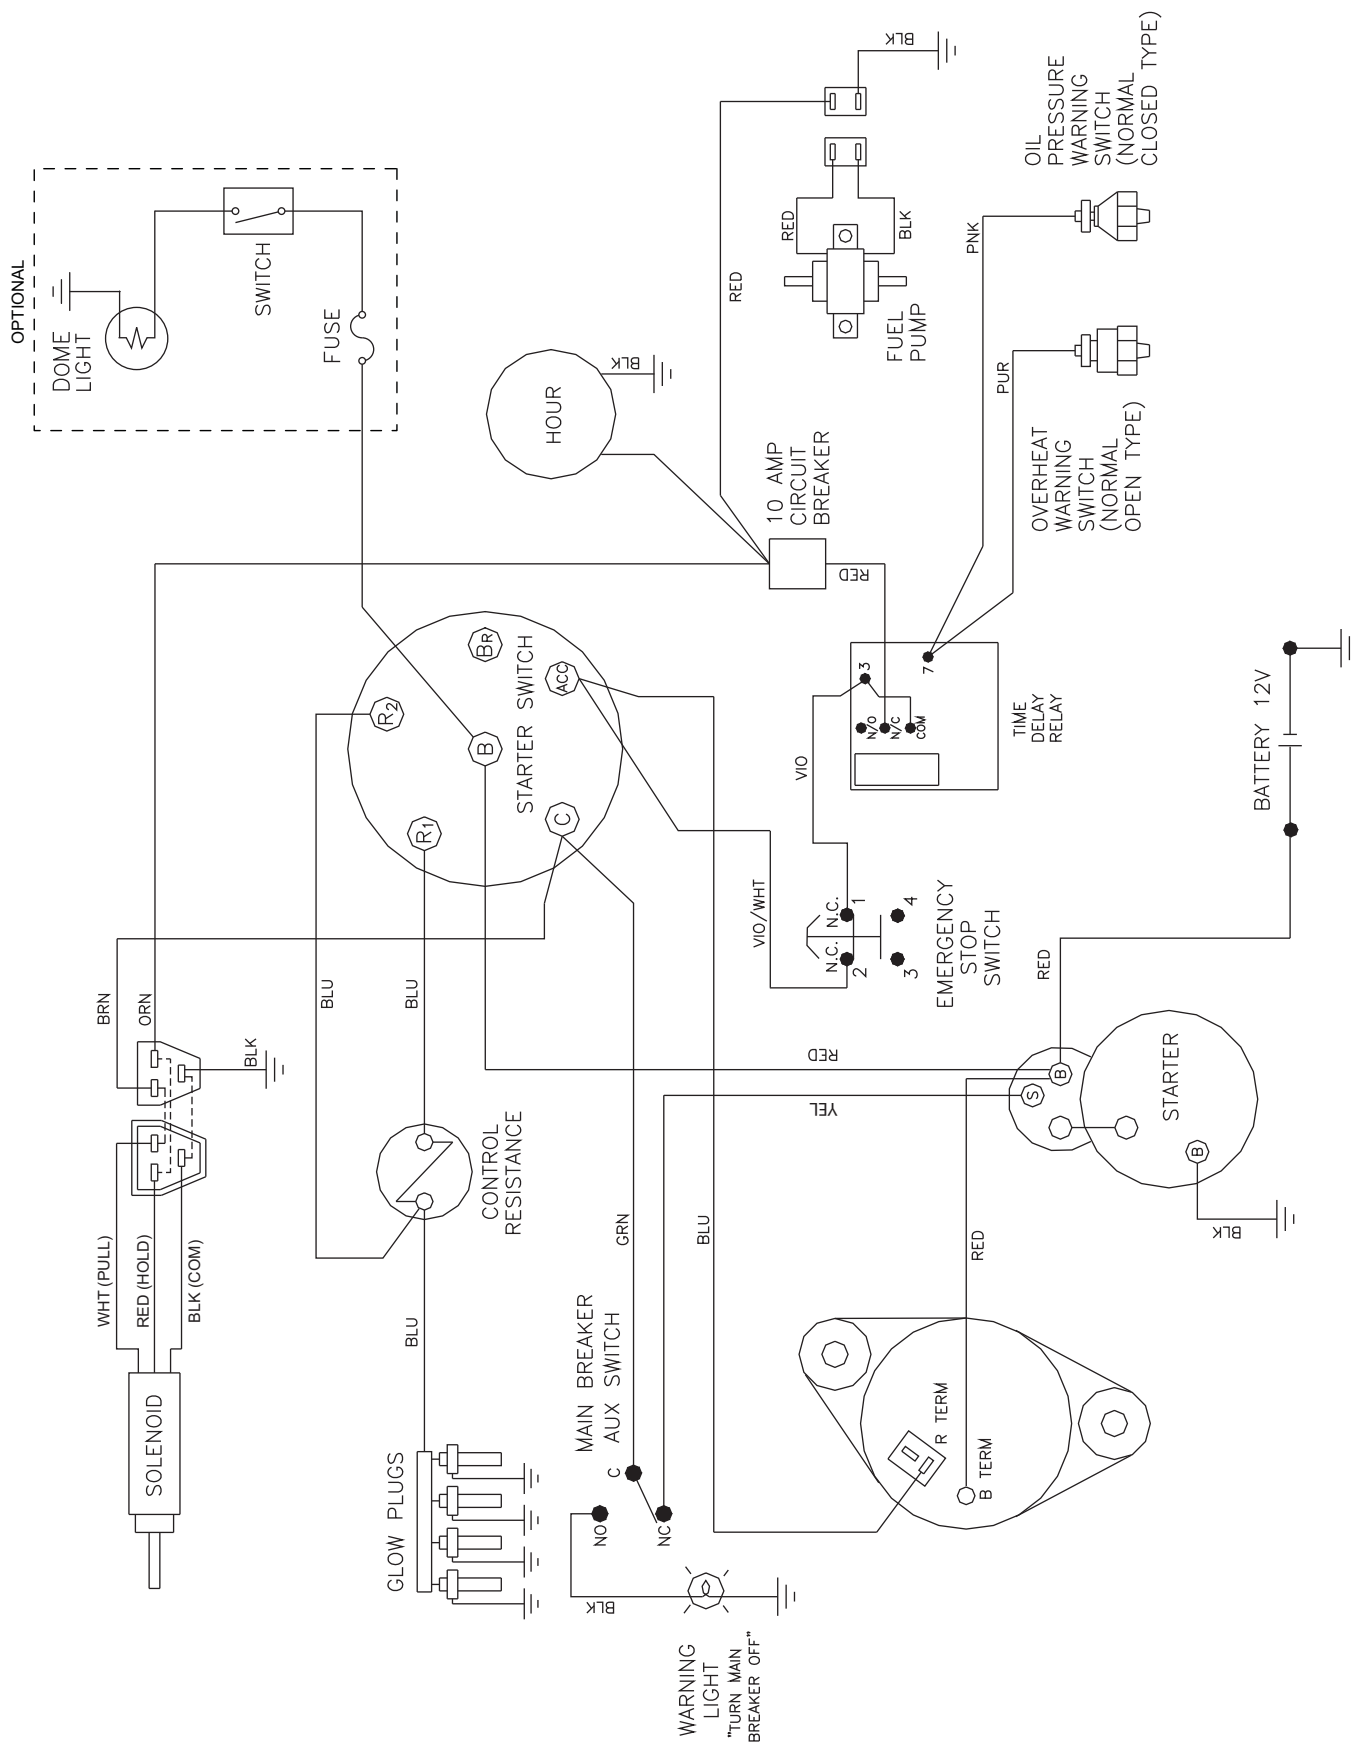 OPTIONAL
DOME
LIGHT
SWITCH
FUSE
HOUR
BLK
BLK
RED
RED
BLK
FUEL
PUMP
10 AMP
CIRCUIT
BREAKER
RED
PNK
PUR
OIL
PRESSURE
WARNING
SWITCH
(NORMAL
CLOSED TYPE)
OVERHEAT
WARNING
SWITCH
(NORMAL
OPEN TYPE)
R2
BR
R1
B
C
ACC
STARTER SWITCH
3
7
N/O
N/C
COM
TIME
DELAY
RELAY
VIO
VIO/WHT
N.C.
N.C.
1
2
3
4
EMERGENCY
STOP
SWITCH
BATTERY 12V
BRN
ORN
BLK
WHT (PULL)
RED (HOLD)
BLK (COM)
SOLENOID
BLU
BLU
CONTROL
RESISTANCE
BLU
GLOW PLUGS
GRN
BLU
RED
YEL
RED
RED
S
B
B
STARTER
BLK
MAIN BREAKER
AUX SWITCH
C
NO
NC
BLK
R TERM
B TERM
WARNING
LIGHT
"TURN MAIN
BREAKER OFF"